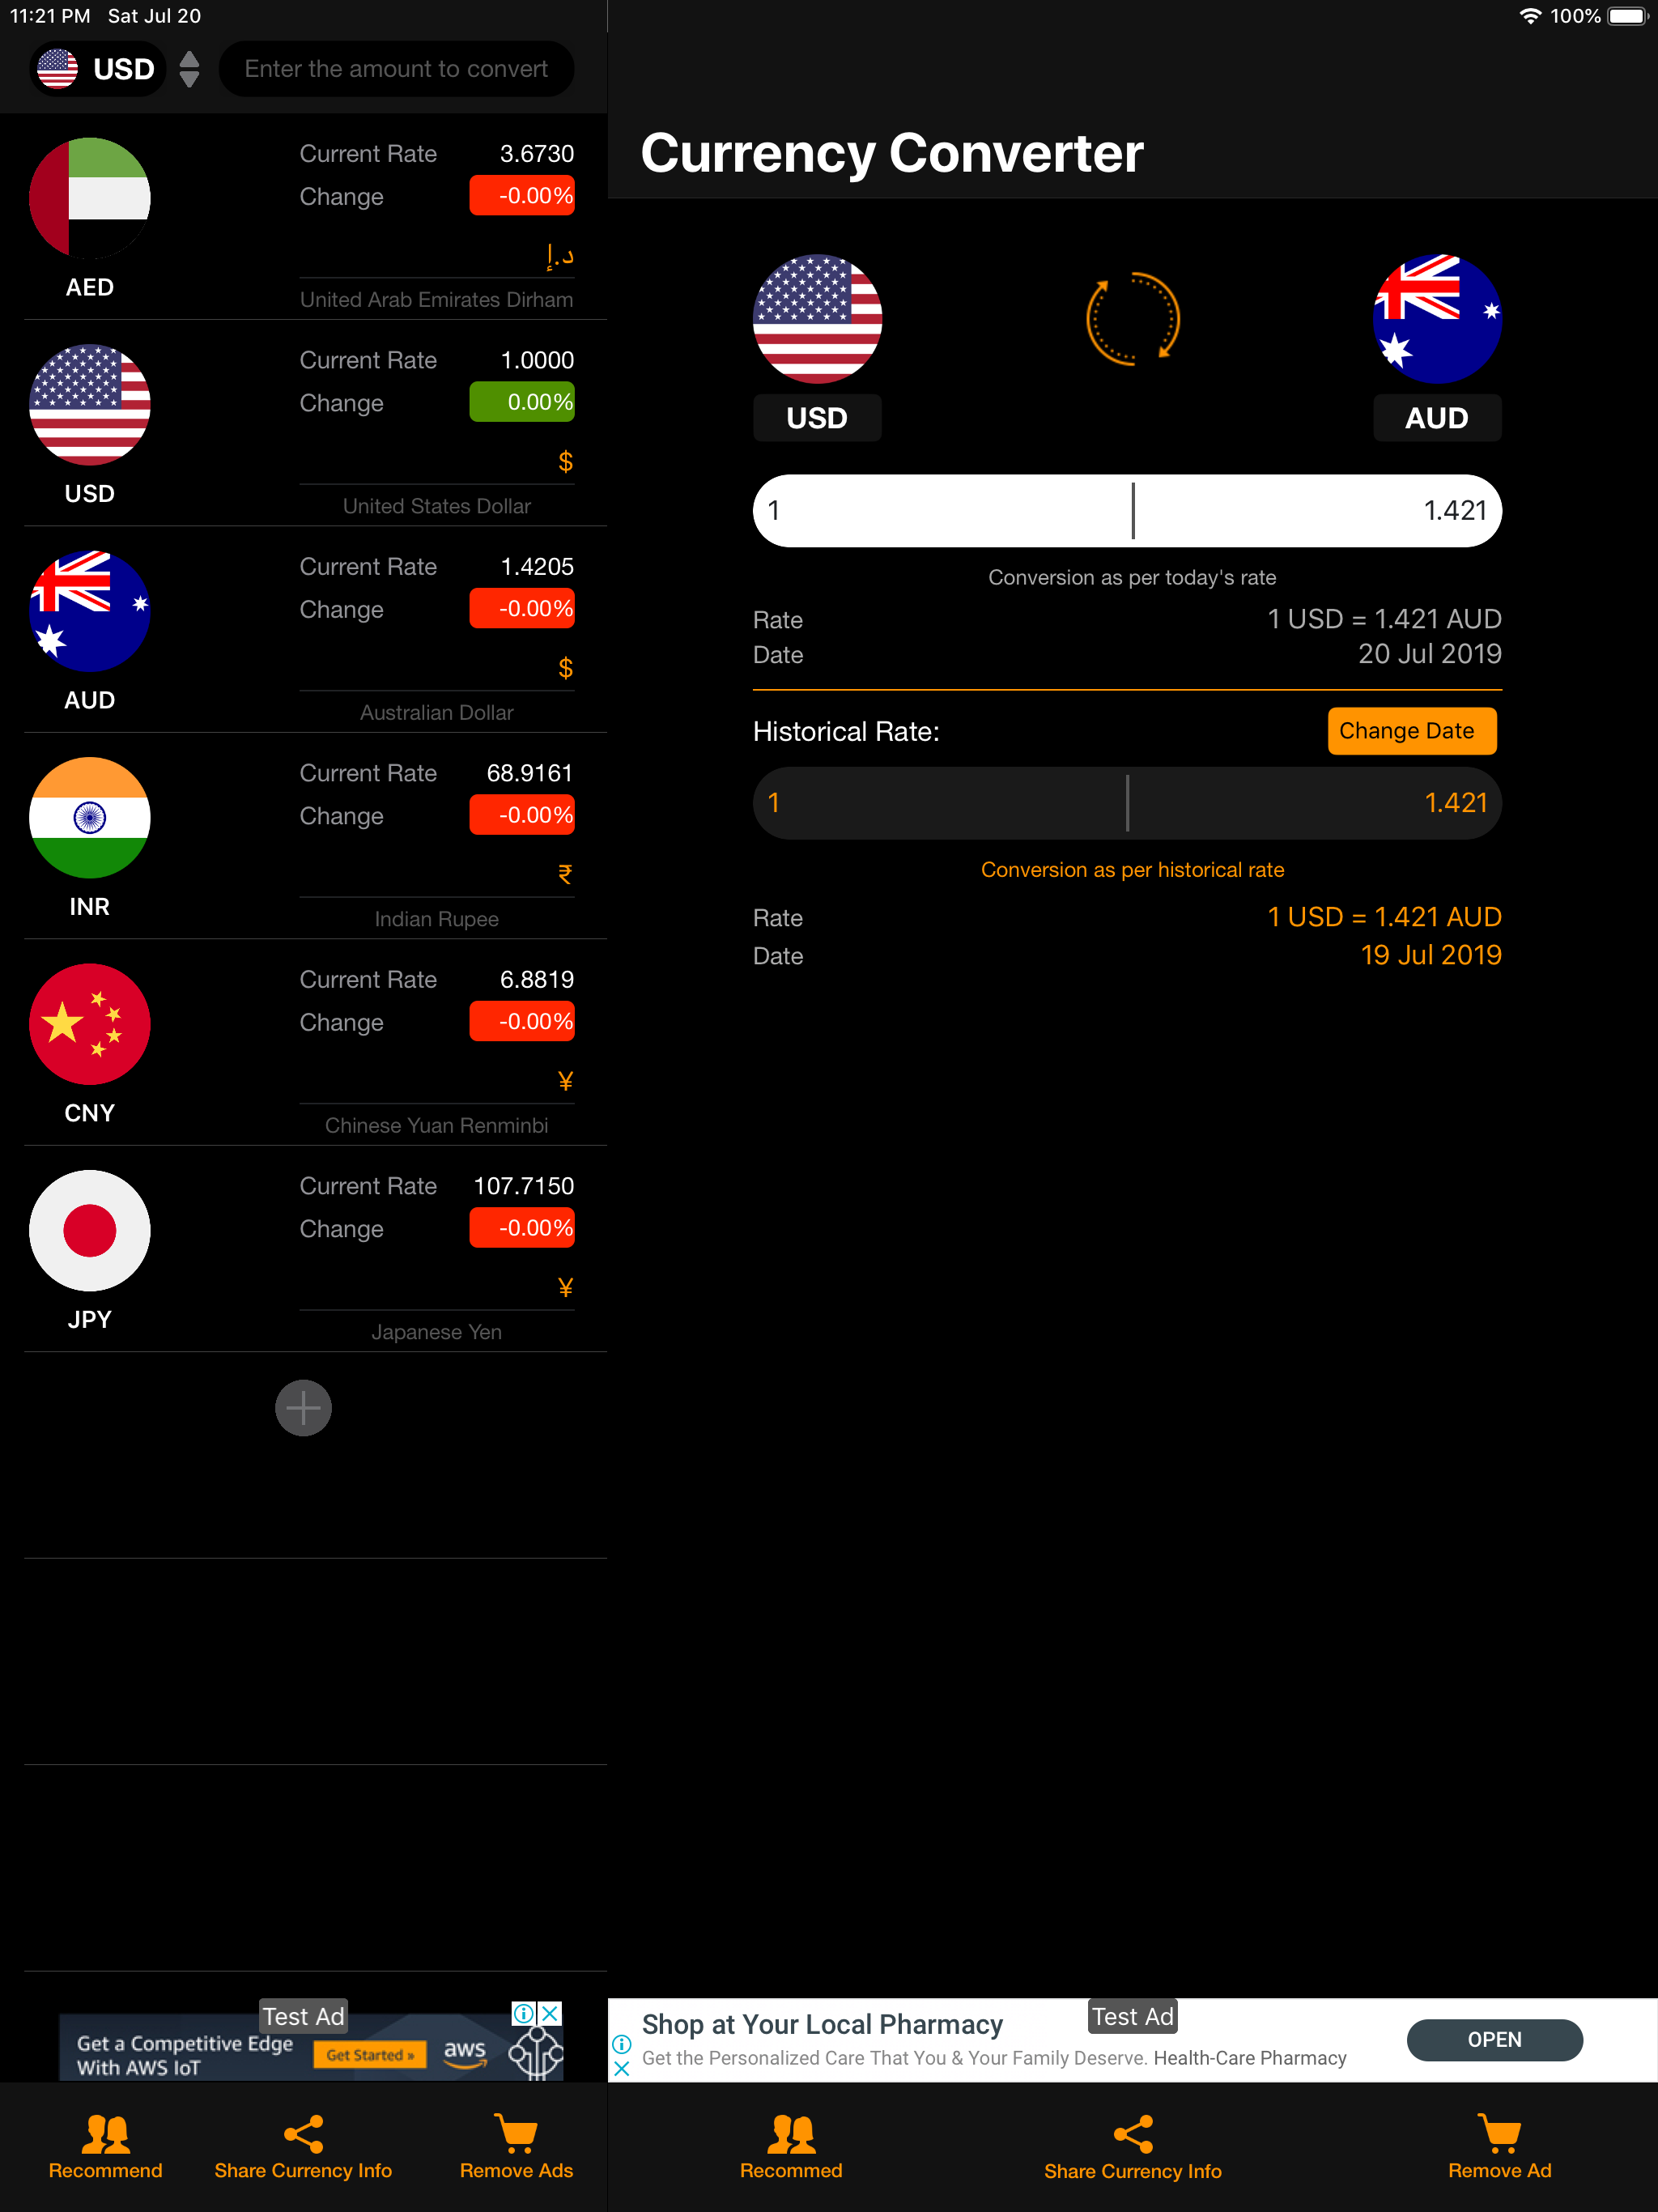 11:21 PM Sat Jul 20
100%
USD
Enter the amount to convert
Current Rate 3.6730
Change -0.00%
د.إ
AED
United Arab Emirates Dirham
Current Rate 1.0000
Change 0.00%
$
USD
United States Dollar
Current Rate 1.4205
Change -0.00%
$
AUD
Australian Dollar
Current Rate 68.9161
Change -0.00%
₹
INR
Indian Rupee
Current Rate 6.8819
Change -0.00%
¥
CNY
Chinese Yuan Renminbi
Current Rate 107.7150
Change -0.00%
¥
JPY
Japanese Yen
Test Ad
Get a Competitive Edge
With AWS IoT
Get Started »
aws
Recommend
Share Currency Info
Remove Ads
Currency Converter
USD
AUD
1 1.421
Conversion as per today's rate
Rate 1 USD = 1.421 AUD
Date 20 Jul 2019
Historical Rate:
Change Date
1 1.421
Conversion as per historical rate
Rate 1 USD = 1.421 AUD
Date 19 Jul 2019
Test Ad
Shop at Your Local Pharmacy
Get the Personalized Care That You & Your Family Deserve. Health-Care Pharmacy
OPEN
Recommed
Share Currency Info
Remove Ad